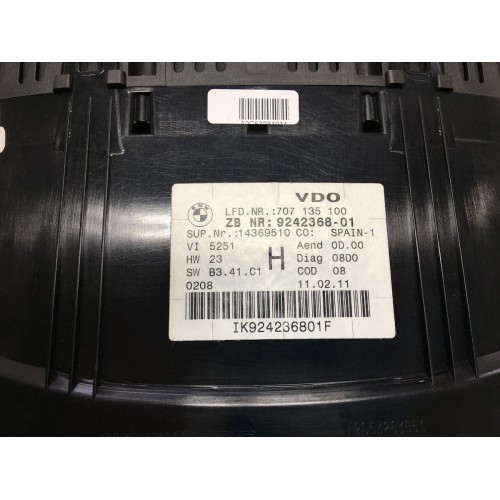 VDO
BMW
LFD.NR.:707 135 100
ZB NR: 9242368-01
SUP.Nr.:14369510 CO: SPAIN-1
VI 5251 Aend 0D.00
HW 23 H Diag 08D0
SW B3.41.C1 COD 08
0208 11.02.11
IK924236801F